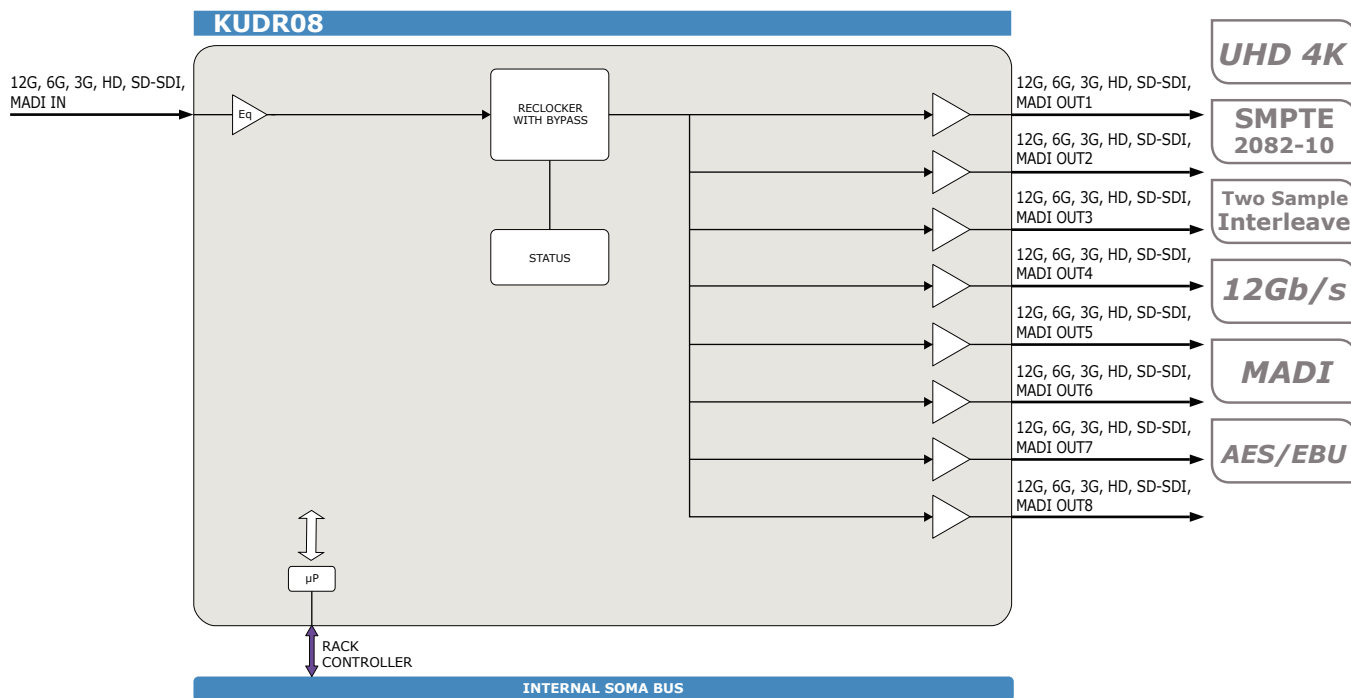 KUDR08
12G, 6G, 3G, HD, SD-SDI,
MADI IN
Eq
RECLOCKER
WITH BYPASS
STATUS
µP
RACK
CONTROLLER
INTERNAL SOMA BUS
12G, 6G, 3G, HD, SD-SDI,
MADI OUT1
12G, 6G, 3G, HD, SD-SDI,
MADI OUT2
12G, 6G, 3G, HD, SD-SDI,
MADI OUT3
12G, 6G, 3G, HD, SD-SDI,
MADI OUT4
12G, 6G, 3G, HD, SD-SDI,
MADI OUT5
12G, 6G, 3G, HD, SD-SDI,
MADI OUT6
12G, 6G, 3G, HD, SD-SDI,
MADI OUT7
12G, 6G, 3G, HD, SD-SDI,
MADI OUT8
UHD 4K
SMPTE
2082-10
Two Sample
Interleave
12Gb/s
MADI
AES/EBU